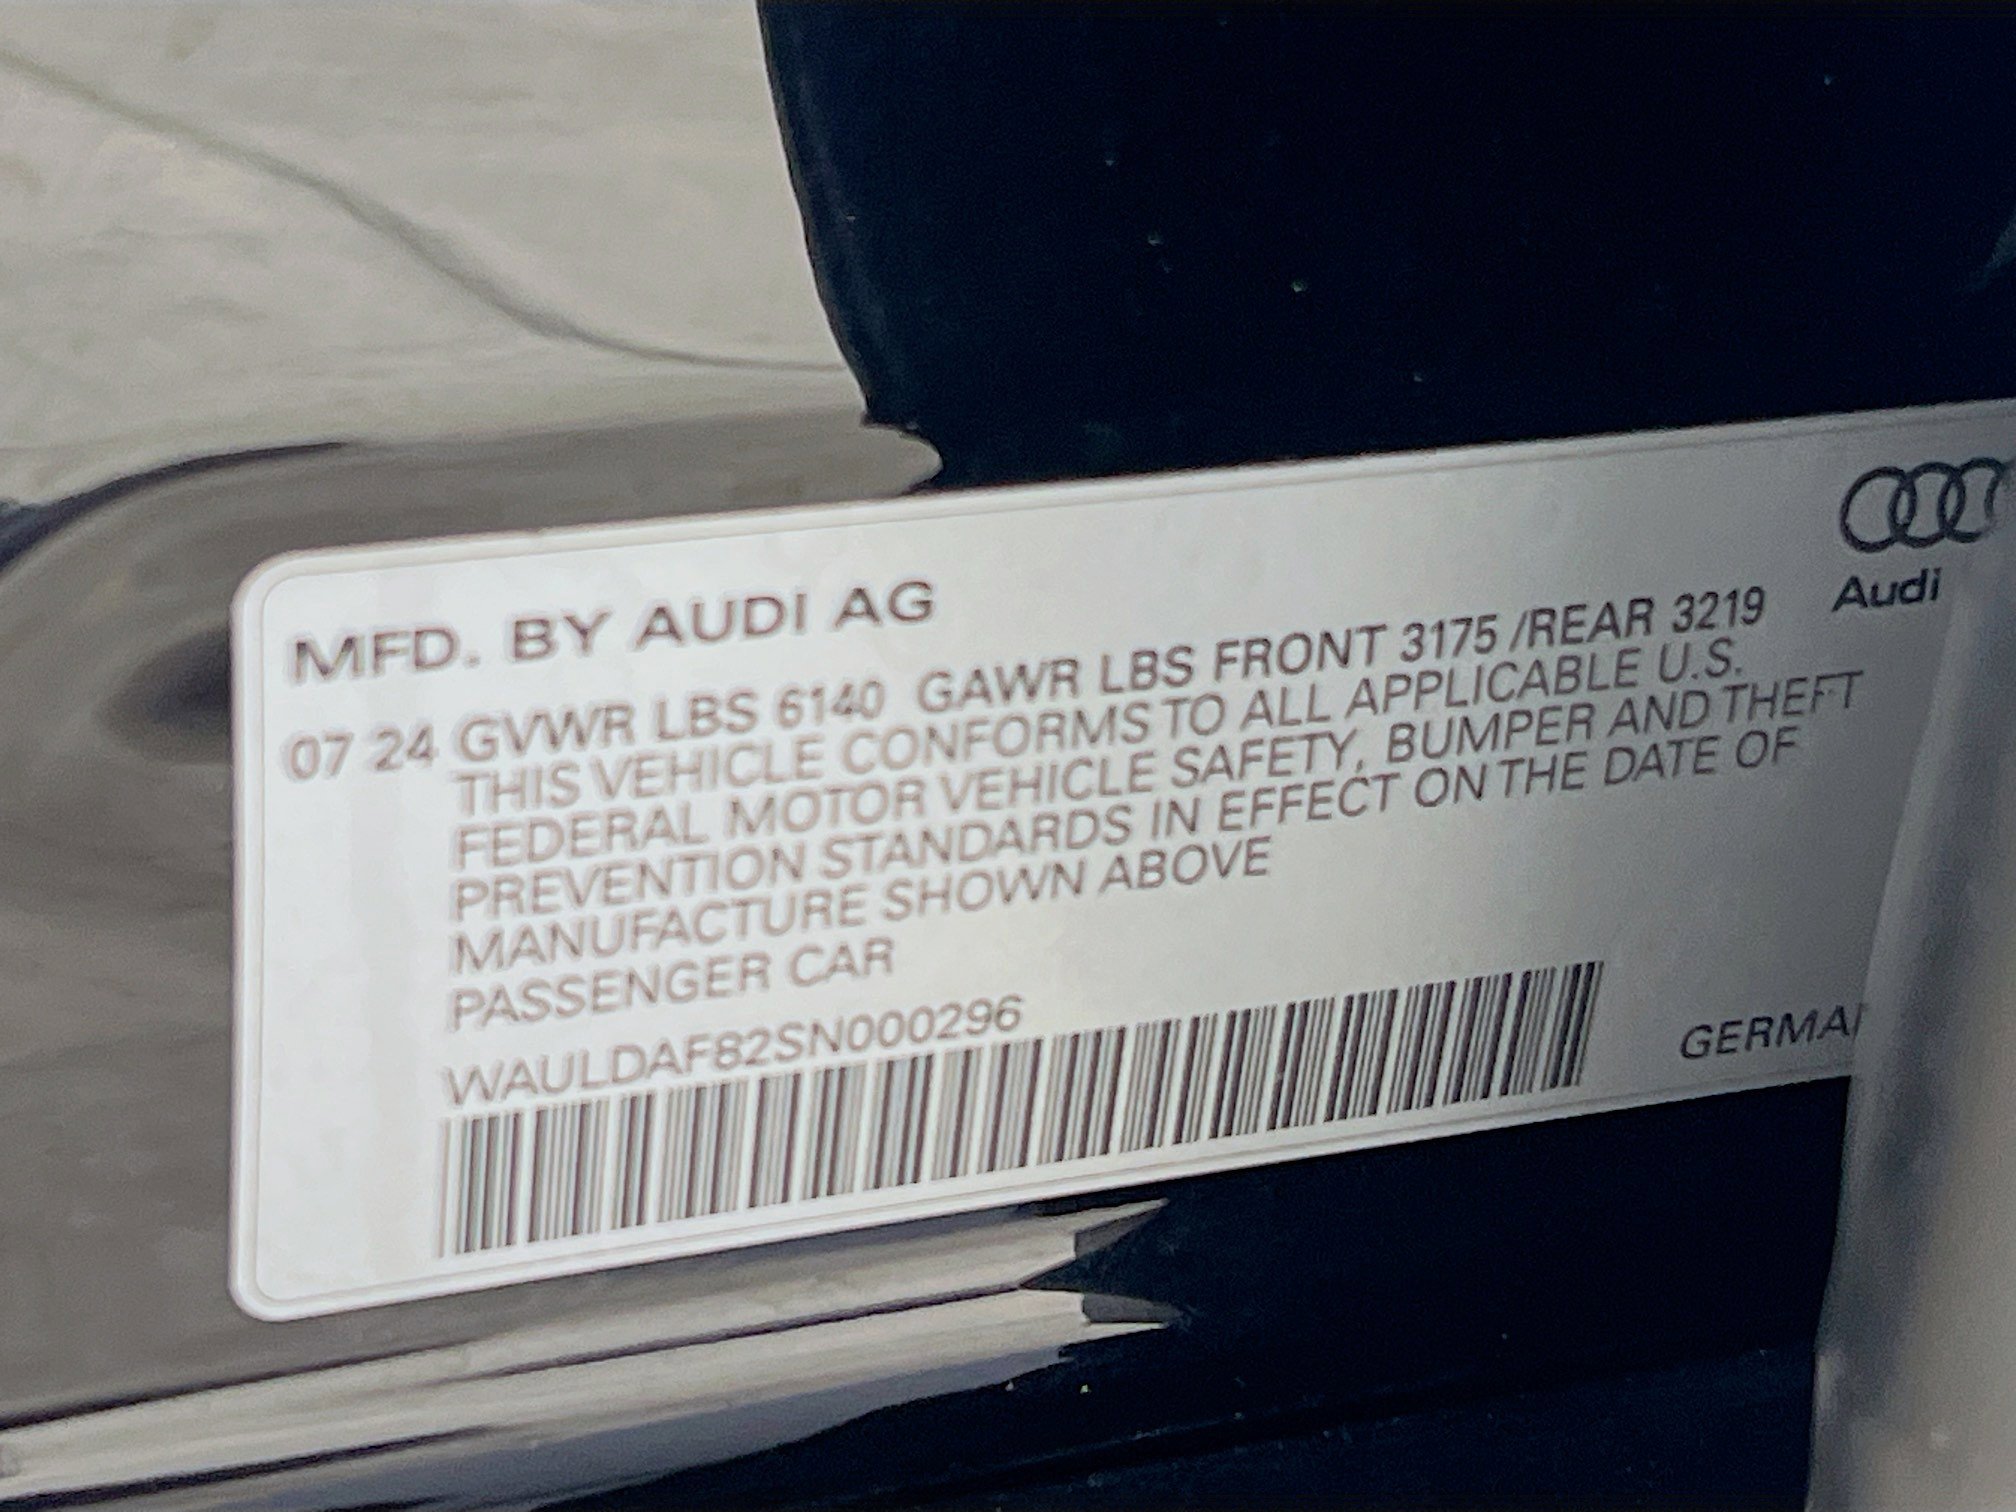 Audi
MFD. BY AUDI AG
07 24 GVWR LBS 6140 GAWR LBS FRONT 3175 /REAR 3219
THIS VEHICLE CONFORMS TO ALL APPLICABLE U.S.
FEDERAL MOTOR VEHICLE SAFETY, BUMPER AND THEFT
PREVENTION STANDARDS IN EFFECT ON THE DATE OF
MANUFACTURE SHOWN ABOVE
PASSENGER CAR
WAULDAF82SN000296